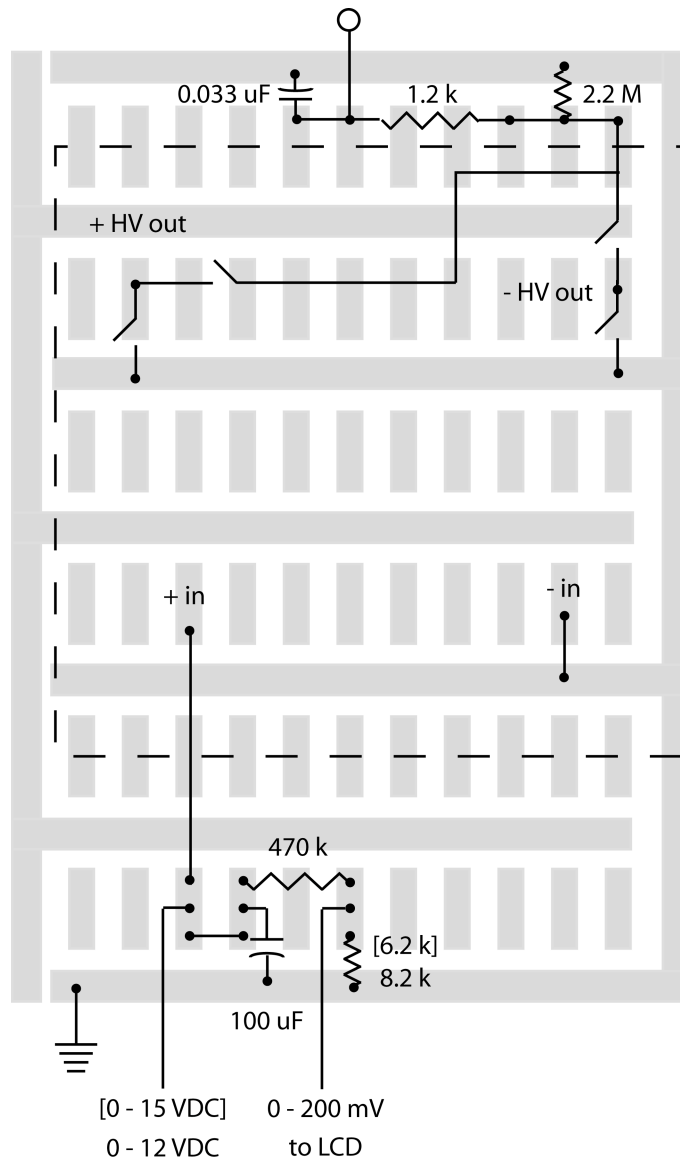 0.033 uF
1.2 k
2.2 M
+ HV out
- HV out
+ in
- in
470 k
[6.2 k]
8.2 k
100 uF
[0 - 15 VDC]
0 - 12 VDC
0 - 200 mV
to LCD